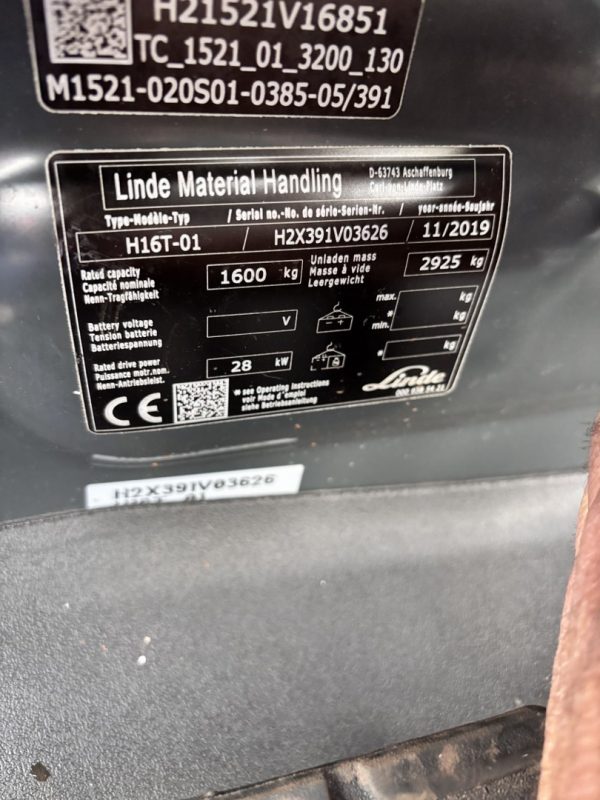 H21521V16851
TC_1521_01_3200_130
M1521-020S01-0385-05/391
Linde Material Handling
D-63743 Aschaffenburg
Carl-von-Linde-Platz
Type-Modèle-Typ / Serial no.-No. de série-Serien-Nr. / year-année-Baujahr
H16T-01 / H2X391V03626 / 11/2019
Rated capacity
Capacité nominale
Nenn-Tragfähigkeit
1600 kg
Unladen mass
Masse à vide
Leergewicht
2925 kg
Battery voltage
Tension batterie
Batteriespannung
V
max. kg
* kg
min.
Rated drive power
Puissance motr.nom.
Nenn-Antriebsleist.
28 kW
* kg
CE
* see Operating Instructions
voir Mode d'emploi
siehe Betriebsanleitung
Linde
H2X391V03626